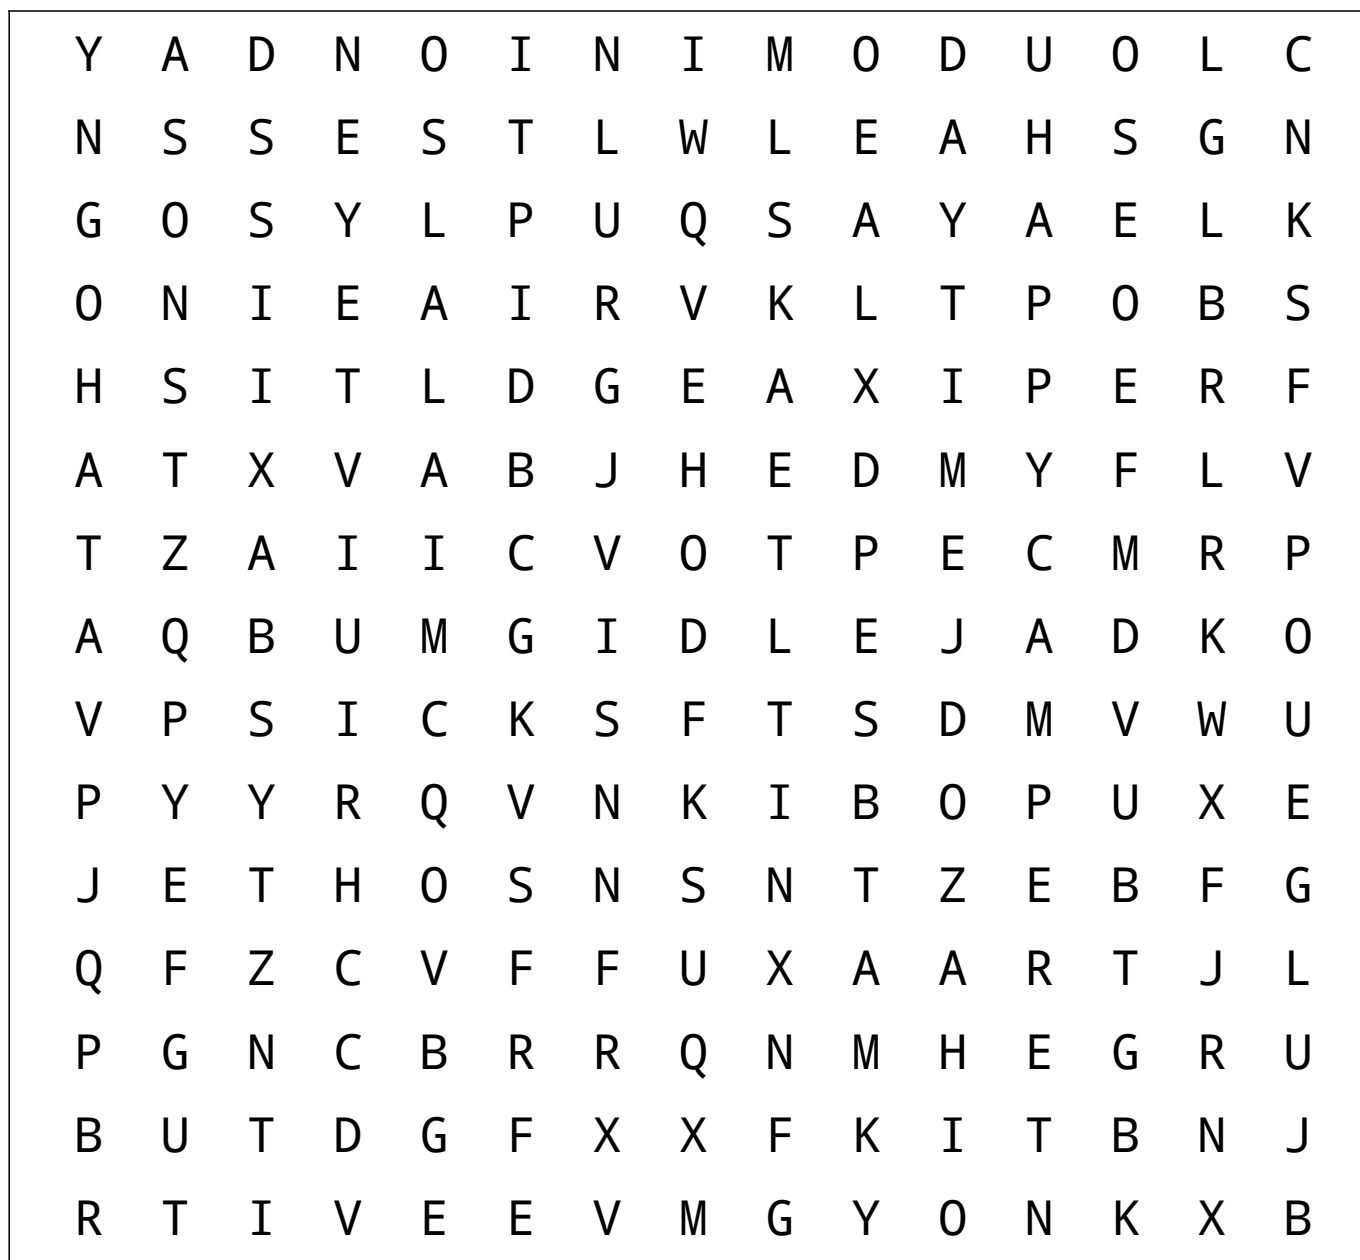 Y A D N O I N I M O D U O L C
N S S E S T L W L E A H S G N
G O S Y L P U Q S A Y A E L K
O N I E A I R V K L T P O B S
H S I T L D G E A X I P E R F
A T X V A B J H E D M Y F L V
T Z A I I C V O T P E C M R P
A Q B U M G I D L E J A D K O
V P S I C K S F T S D M V W U
P Y Y R Q V N K I B O P U X E
J E T H O S N S N T Z E B F G
Q F Z C V F F U X A A R T J L
P G N C B R R Q N M H E G R U
B U T D G F X X F K I T B N J
R T I V E E V M G Y O N K X B